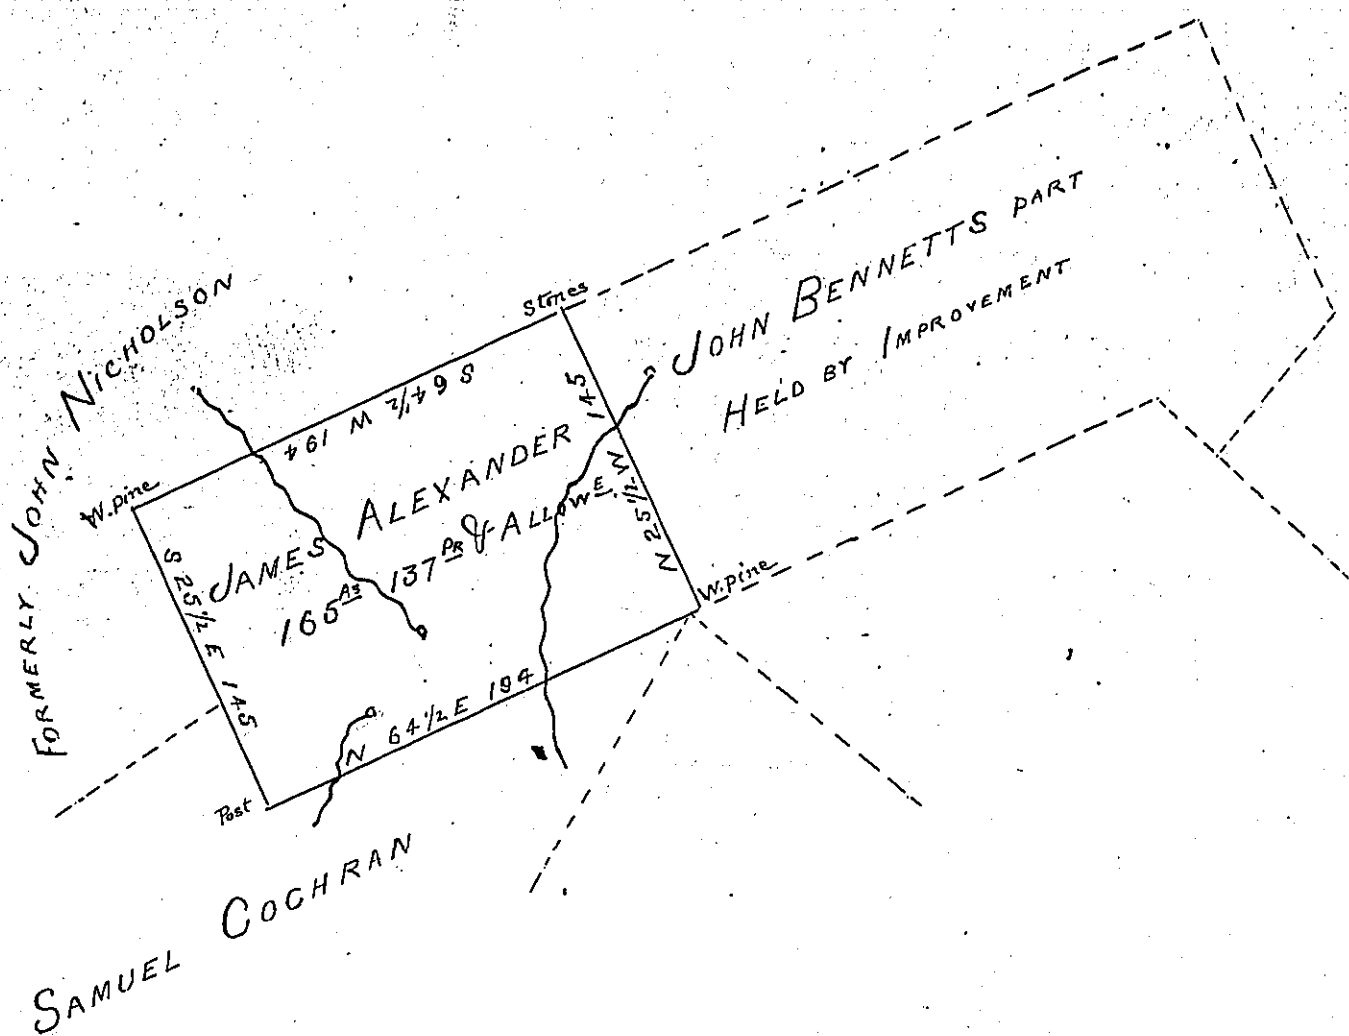 FORMERLY JOHN NICHOLSON
W.pine
Stones
S 64½ W 194
JOHN BENNETTS PART
HELD BY IMPROVEMENT
N 25½ W 145
JAMES ALEXANDER
165 As 137 PR & ALLOWE
S 25½ E 145
W.pine
N 64½ E 194
Post
SAMUEL COCHRAN